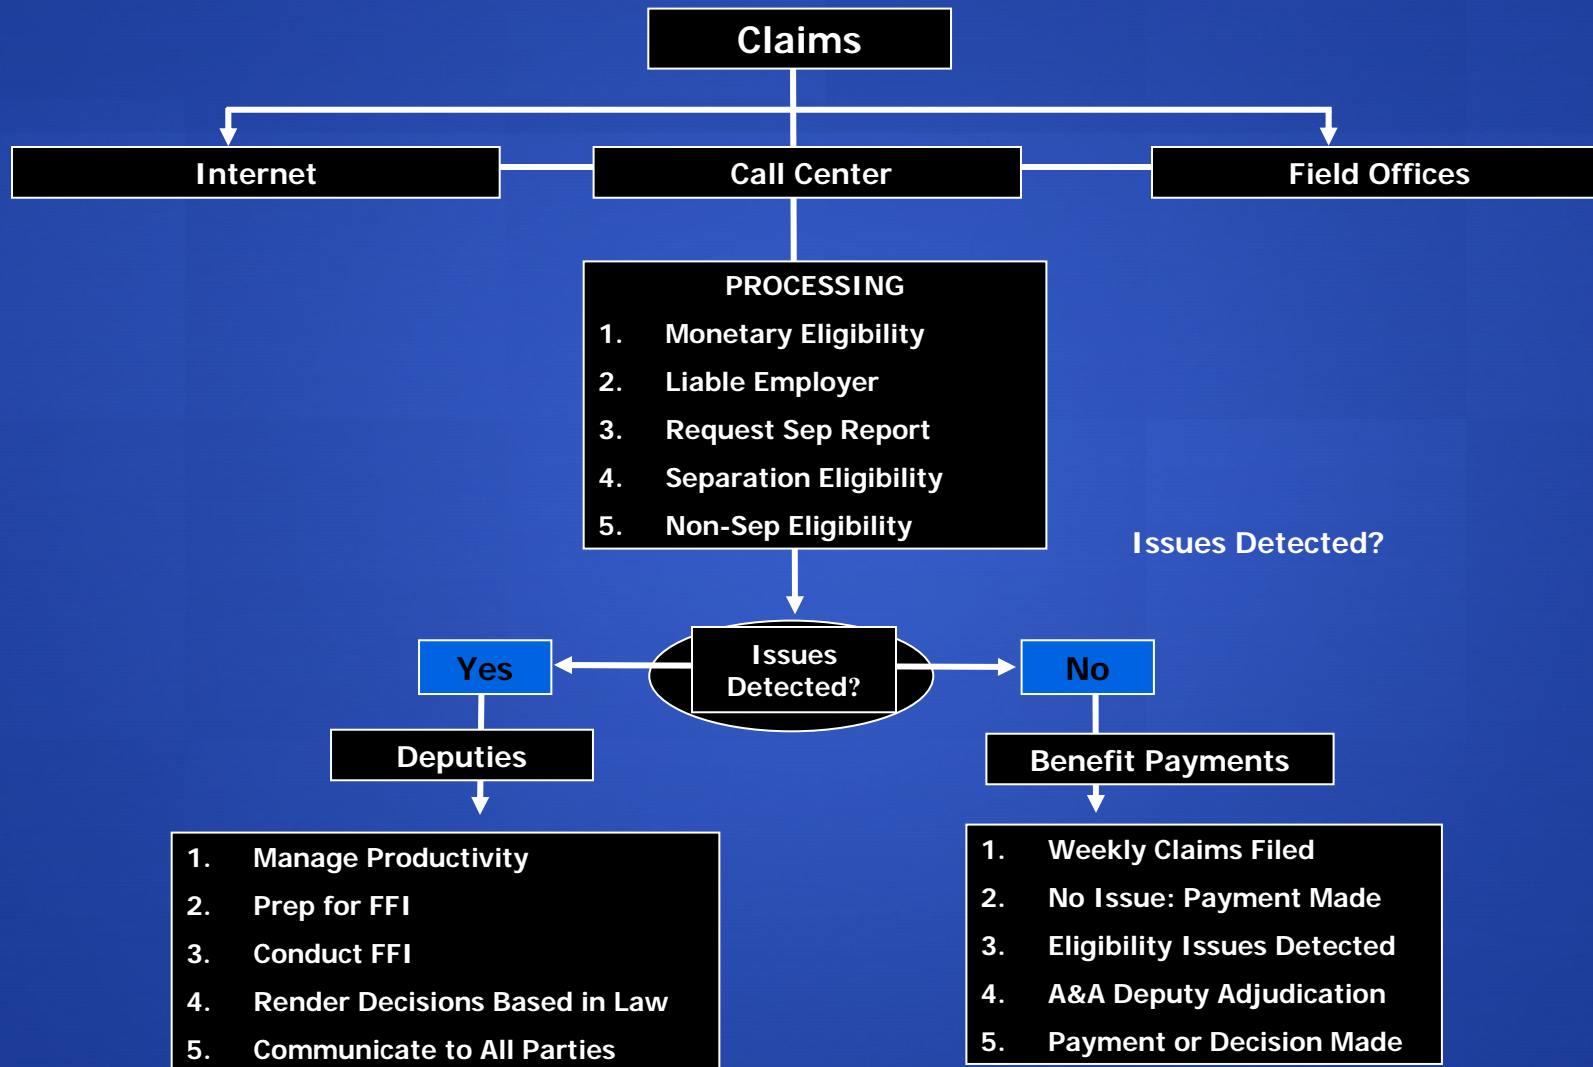 Claims
Internet
Call Center
Field Offices
PROCESSING
1. Monetary Eligibility
2. Liable Employer
3. Request Sep Report
4. Separation Eligibility
5. Non-Sep Eligibility
Issues Detected?
Yes
Issues
Detected?
No
Deputies
Benefit Payments
1. Manage Productivity
2. Prep for FFI
3. Conduct FFI
4. Render Decisions Based in Law
5. Communicate to All Parties
1. Weekly Claims Filed
2. No Issue: Payment Made
3. Eligibility Issues Detected
4. A&A Deputy Adjudication
5. Payment or Decision Made